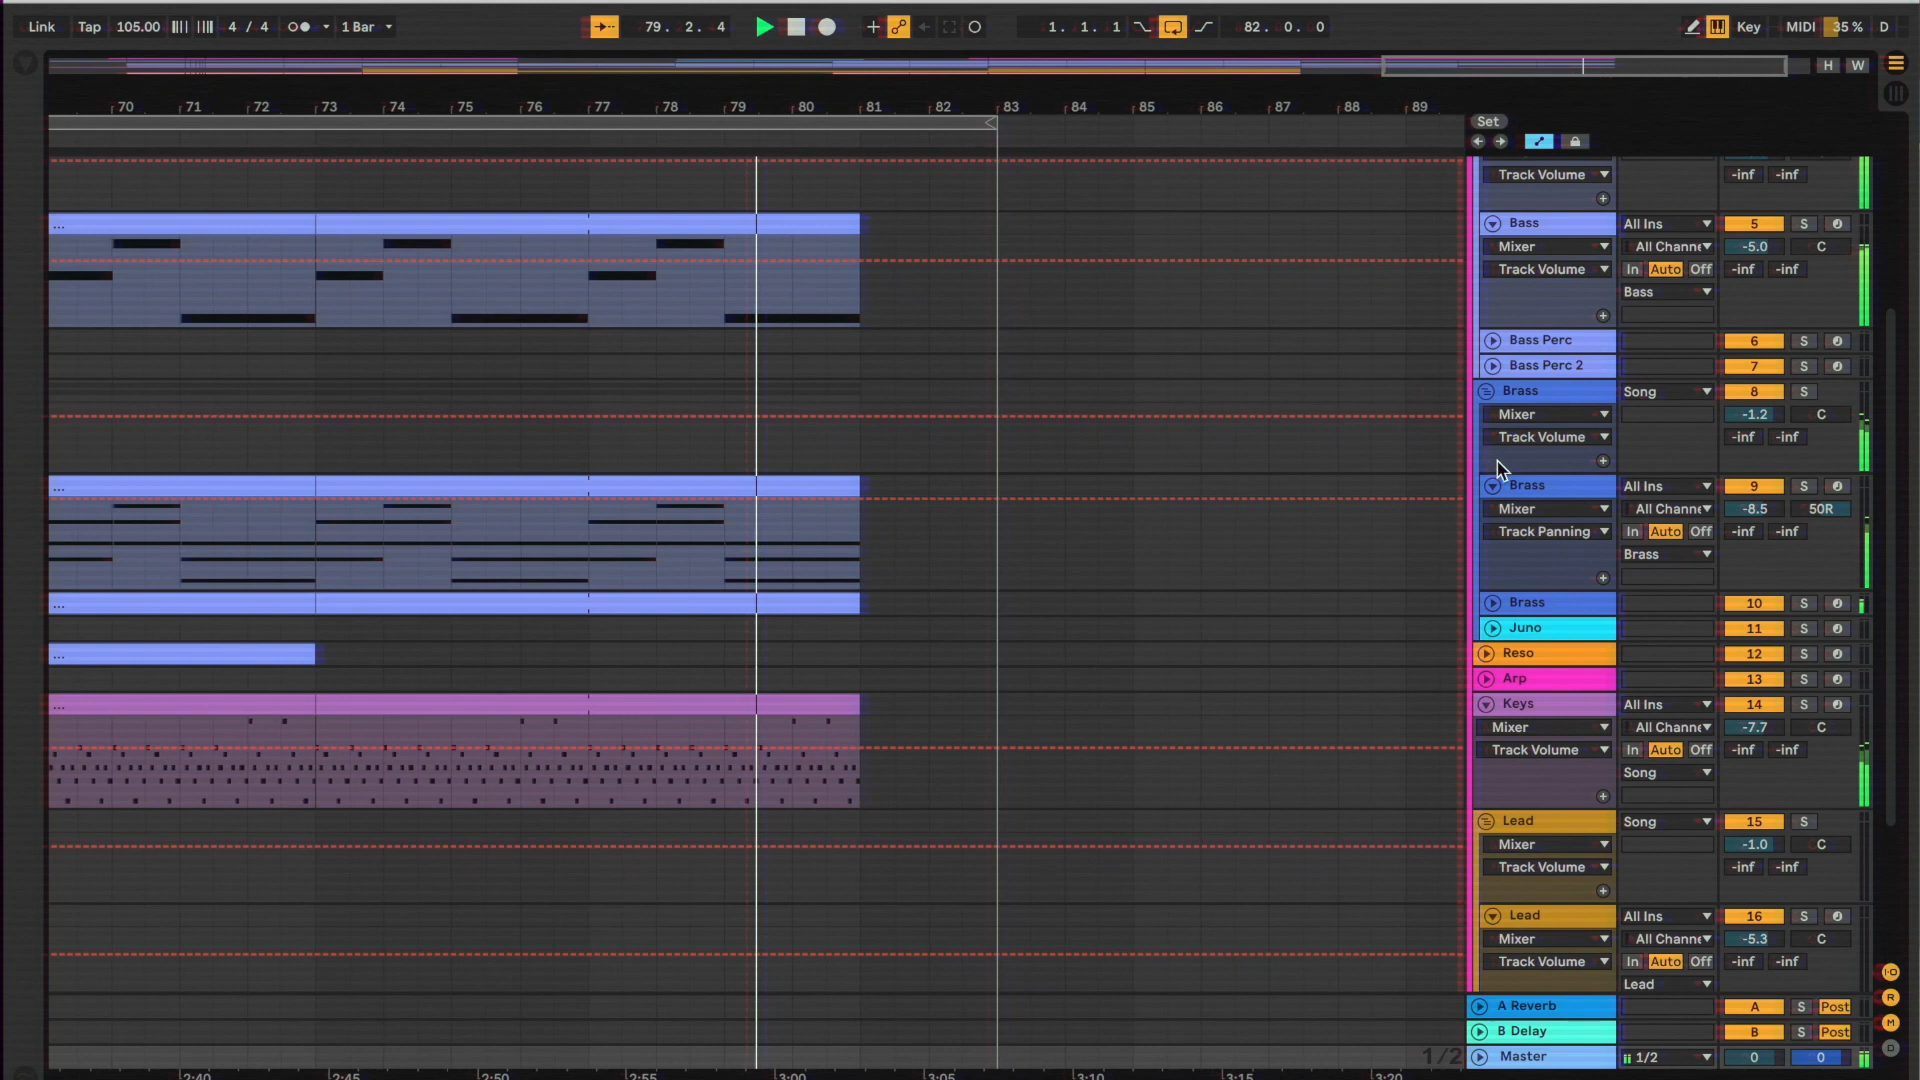 Link Tap 105.00 4 / 4 1 Bar 79. 2. 4 1. 1. 1 82. 0. 0 Key MIDI 35 % D
H W
70 71 72 73 74 75 76 77 78 79 80 81 82 83 84 85 86 87 88 89
Set
Track Volume -inf -inf
... Bass All Ins 5 S
Mixer All Channe -5.0 C
Track Volume In Auto Off -inf -inf
Bass
Bass Perc 6 S
Bass Perc 2 7 S
Brass Song 8 S
Mixer -1.2 C
Track Volume -inf -inf
... Brass All Ins 9 S
Mixer All Channe -8.5 50R
Track Panning In Auto Off -inf -inf
Brass
... Brass 10 S
Juno 11 S
... Reso 12 S
Arp 13 S
... Keys All Ins 14 S
Mixer All Channe -7.7 C
Track Volume In Auto Off -inf -inf
Song
Lead Song 15 S
Mixer -1.0 C
Track Volume -inf -inf
Lead All Ins 16 S
Mixer All Channe -5.3 C
Track Volume In Auto Off -inf -inf
Lead
A Reverb A S Post
B Delay B S Post
1/2 Master 1/2 0 0
I·O
R
M
D
2:40 2:45 2:50 2:55 3:00 3:05 3:10 3:15 3:20